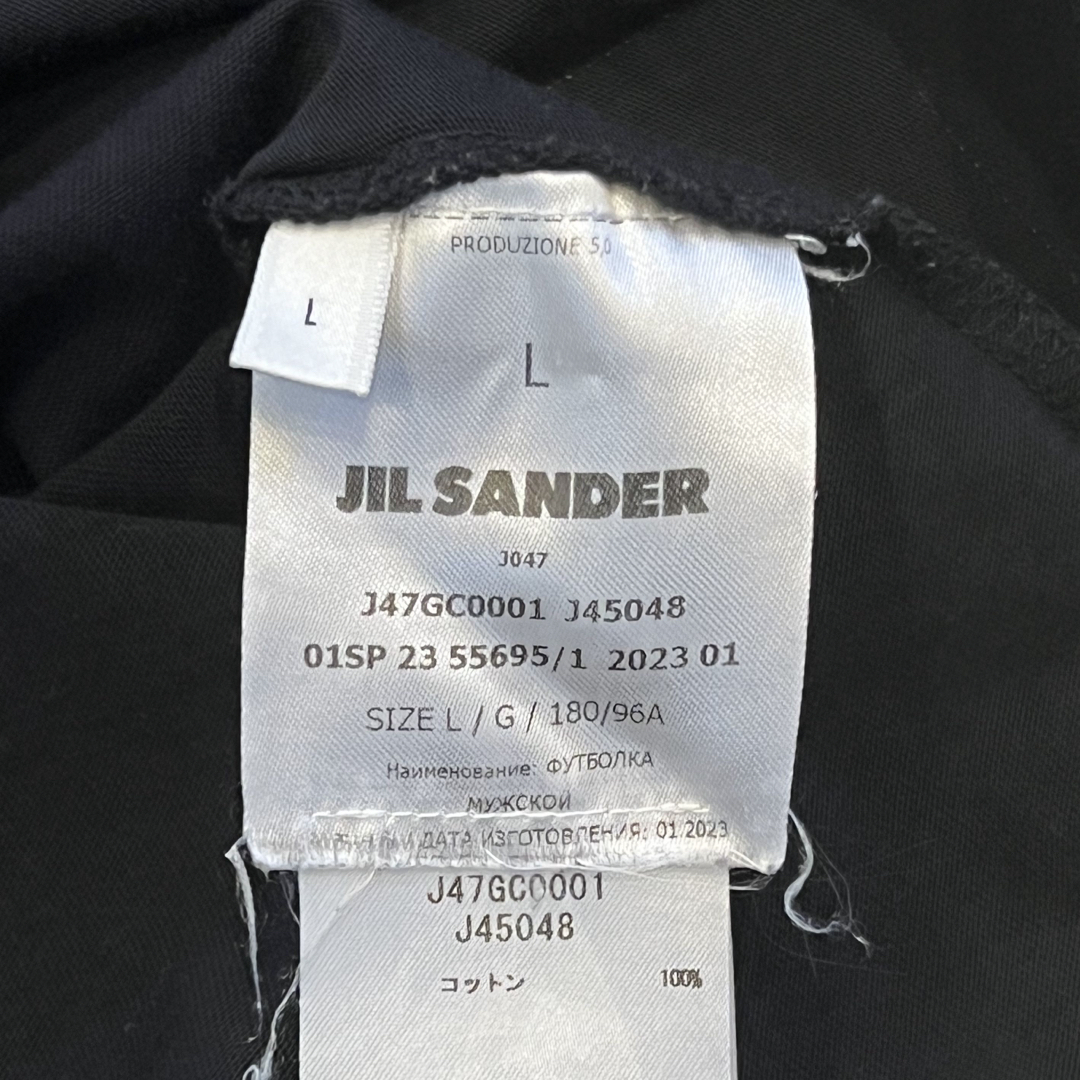 PRODUZIONE 5,0
L
L
JIL SANDER
J047
J47GC0001 J45048
01SP 23 55695/1 2023 01
SIZE L / G / 180/96A
Наименование: ФУТБОЛКА
МУЖСКОЙ
ДАТА ИЗГОТОВЛЕНИЯ: 01.2023
J47GC0001
J45048
コットン 100%